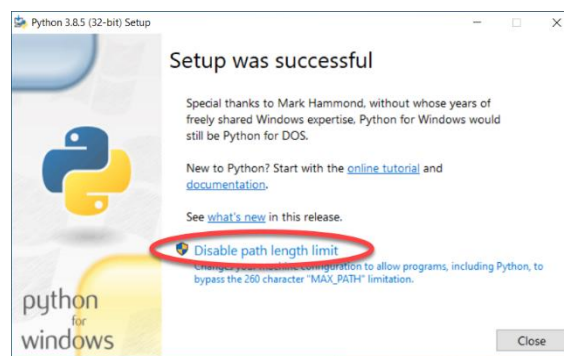 Python 3.8.5 (32-bit) Setup
Setup was successful
Special thanks to Mark Hammond, without whose years of
freely shared Windows expertise, Python for Windows would
still be Python for DOS.
New to Python? Start with the online tutorial and
documentation.
See what's new in this release.
Disable path length limit
Changes your machine configuration to allow programs, including Python, to
bypass the 260 character "MAX_PATH" limitation.
python
for
windows
Close